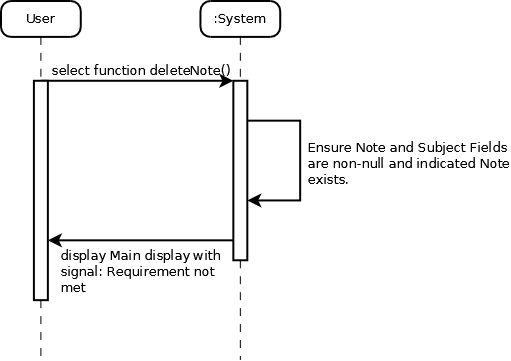 User
:System
select function deleteNote()
Ensure Note and Subject Fields
are non-null and indicated Note
exists.
display Main display with
signal: Requirement not
met